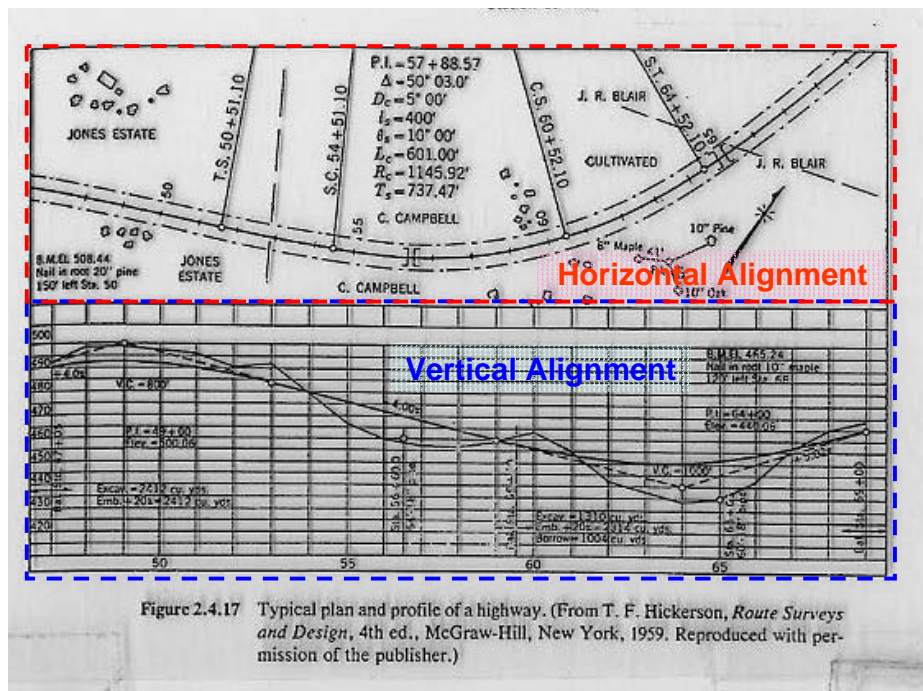 P.I.=57+88.57
Δ=50° 03.0'
Dc=5° 00'
ls=400'
θs=10° 00'
Lc=601.00'
Rc=1145.92'
Ts=737.47'
JONES ESTATE
T.S. 50+51.10
S.C. 54+51.10
C.S. 60+52.10
S.T. 64+52.10
J. R. BLAIR
CULTIVATED
J. R. BLAIR
50
55
60
65
C. CAMPBELL
B.M.EL 508.44
Nail in root 20" pine
150' left Sta. 50
JONES
ESTATE
C. CAMPBELL
6" Maple
10" Pine
10" Oak
Horizontal Alignment
Vertical Alignment
500
490
480
470
460
450
440
430
420
V.C.=800'
P.I.=49+00
Elev.=500.06
B.M.EL 465.24
Nail in root 10" maple
120' left Sta. 68
P.I.=64+00
Elev.=440.06
V.C.=1000'
Excav.=2412 cu. yds.
Emb.+20%=2412 cu. yds.
Excav.=1310 cu. yds.
Emb.+20%=2314 cu. yds.
Borrow=1004 cu. yds.
50
55
60
65
Figure 2.4.17 Typical plan and profile of a highway. (From T. F. Hickerson, Route Surveys
and Design, 4th ed., McGraw-Hill, New York, 1959. Reproduced with per-
mission of the publisher.)